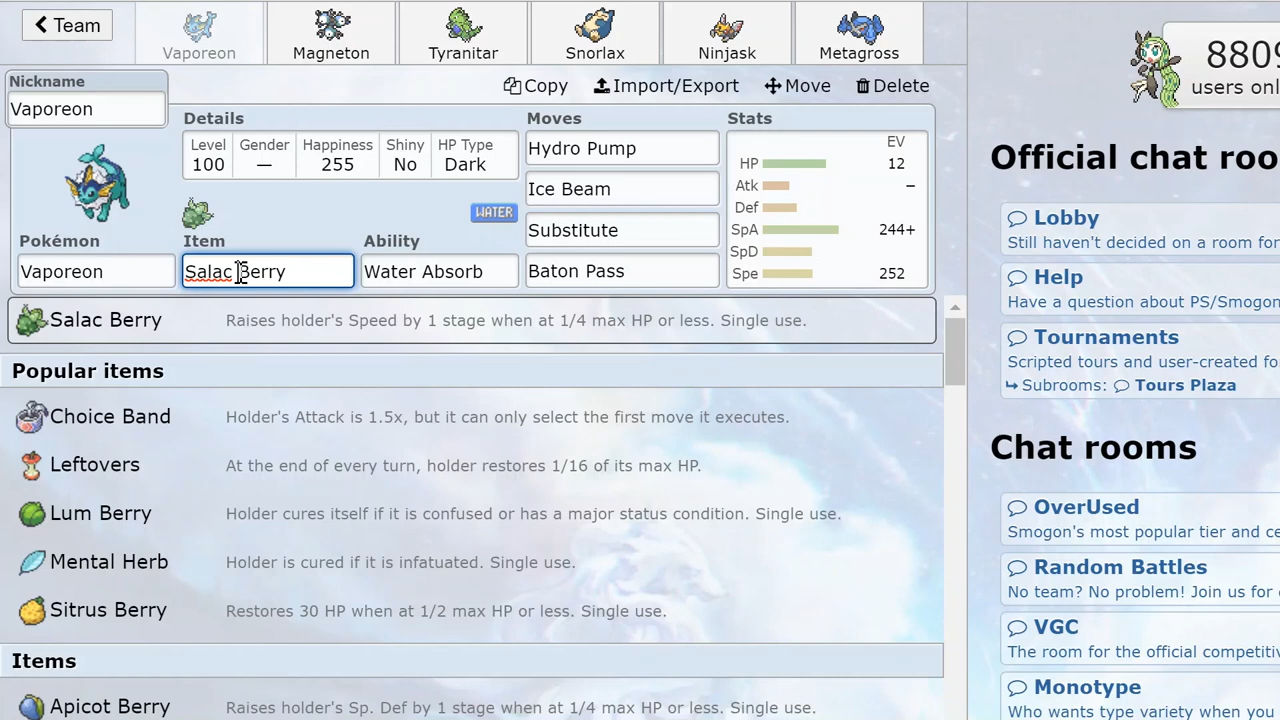 Team
Vaporeon
Magneton
Tyranitar
Snorlax
Ninjask
Metagross
Nickname
Vaporeon
Copy
Import/Export
Move
Delete
Details
Level
100
Gender
—
Happiness
255
Shiny
No
HP Type
Dark
WATER
Pokémon
Vaporeon
Item
Salac Berry
Ability
Water Absorb
Moves
Hydro Pump
Ice Beam
Substitute
Baton Pass
Stats
EV
HP 12
Atk –
Def
SpA 244+
SpD
Spe 252
Salac Berry Raises holder's Speed by 1 stage when at 1/4 max HP or less. Single use.
Popular items
Choice Band Holder's Attack is 1.5x, but it can only select the first move it executes.
Leftovers At the end of every turn, holder restores 1/16 of its max HP.
Lum Berry Holder cures itself if it is confused or has a major status condition. Single use.
Mental Herb Holder is cured if it is infatuated. Single use.
Sitrus Berry Restores 30 HP when at 1/2 max HP or less. Single use.
Items
Apicot Berry Raises holder's Sp. Def by 1 stage when at 1/4 max HP or less. Single use.
8809
users onl
Official chat roo
Lobby
Still haven't decided on a room for
Help
Have a question about PS/Smogon
Tournaments
Scripted tours and user-created fo
Subrooms: Tours Plaza
Chat rooms
OverUsed
Smogon's most popular tier and ce
Random Battles
No team? No problem! Join us for
VGC
The room for the official competitiv
Monotype
Who wants type variety when you